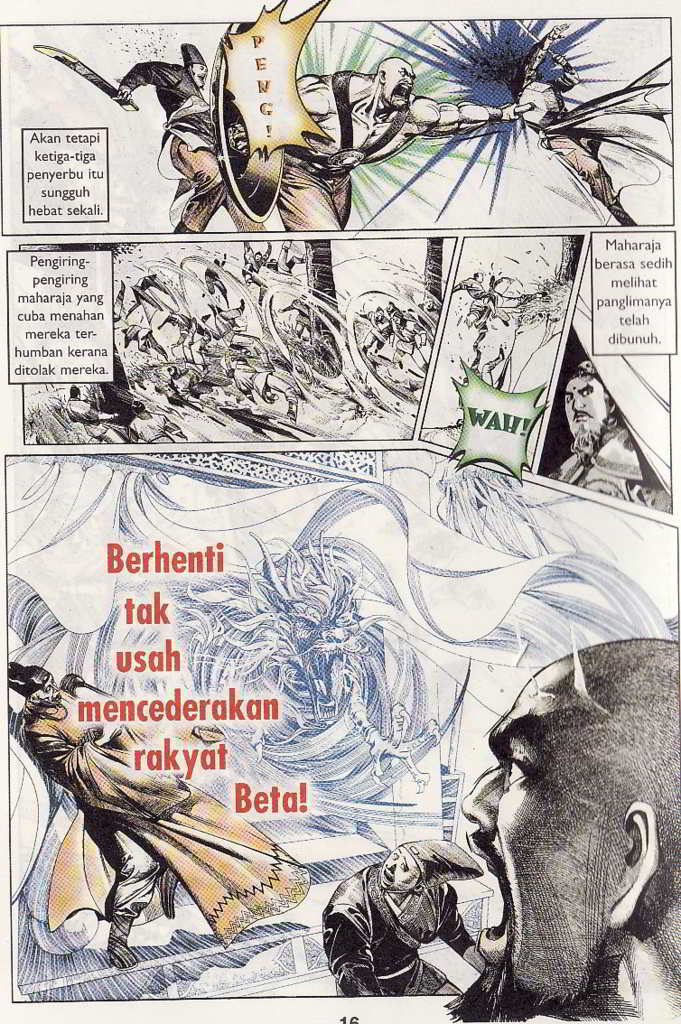 PENG!
Akan tetapi
ketiga-tiga
penyerbu itu
sungguh
hebat sekali.
Pengiring-
pengiring
maharaja yang
cuba menahan
mereka ter-
humban kerana
ditolak mereka.
WAH!
Maharaja
berasa sedih
melihat
panglimanya
telah
dibunuh.
Berhenti
tak
usah
mencederakan
rakyat
Beta!
16